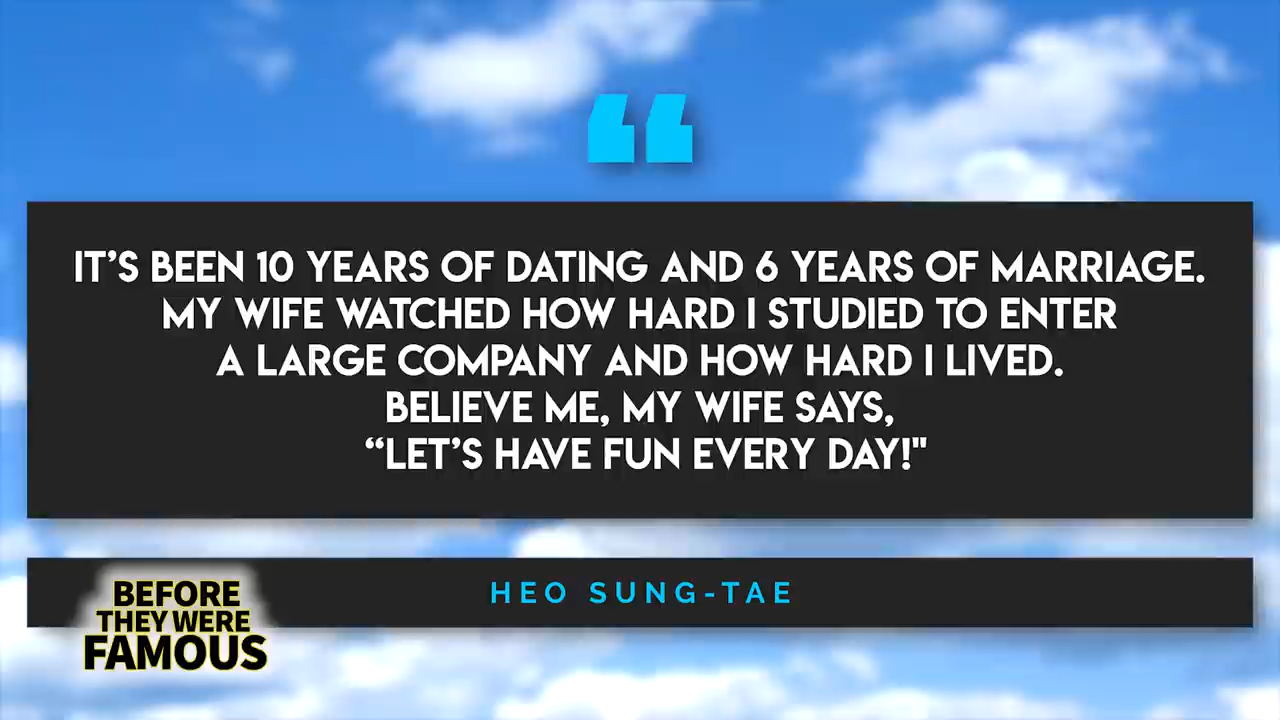 “
IT’S BEEN 10 YEARS OF DATING AND 6 YEARS OF MARRIAGE.
MY WIFE WATCHED HOW HARD I STUDIED TO ENTER
A LARGE COMPANY AND HOW HARD I LIVED.
BELIEVE ME, MY WIFE SAYS,
“LET’S HAVE FUN EVERY DAY!"
HEO SUNG-TAE
BEFORE
THEY WERE
FAMOUS